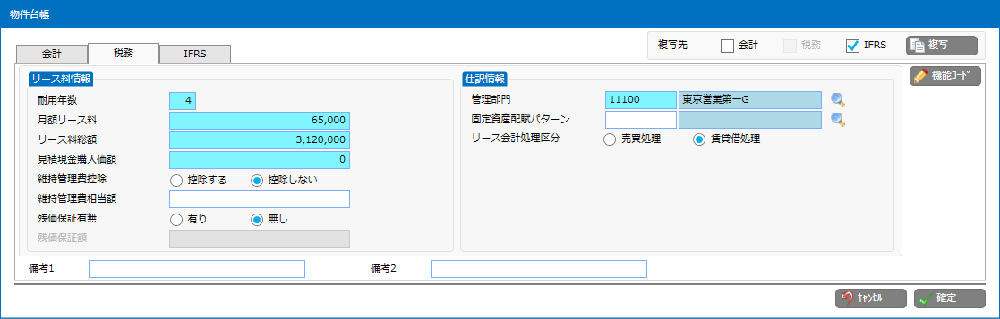 物件台帳
会計 税務 IFRS 複写先 会計 税務 IFRS 複写
機能ｺｰﾄﾞ
リース料情報
耐用年数 4
月額リース料 65,000
リース料総額 3,120,000
見積現金購入価額 0
維持管理費控除 控除する 控除しない
維持管理費相当額
残価保証有無 有り 無し
残価保証額
仕訳情報
管理部門 11100 東京営業第一G
固定資産配賦パターン
リース会計処理区分 売買処理 賃貸借処理
備考1 備考2
ｷｬﾝｾﾙ 確定